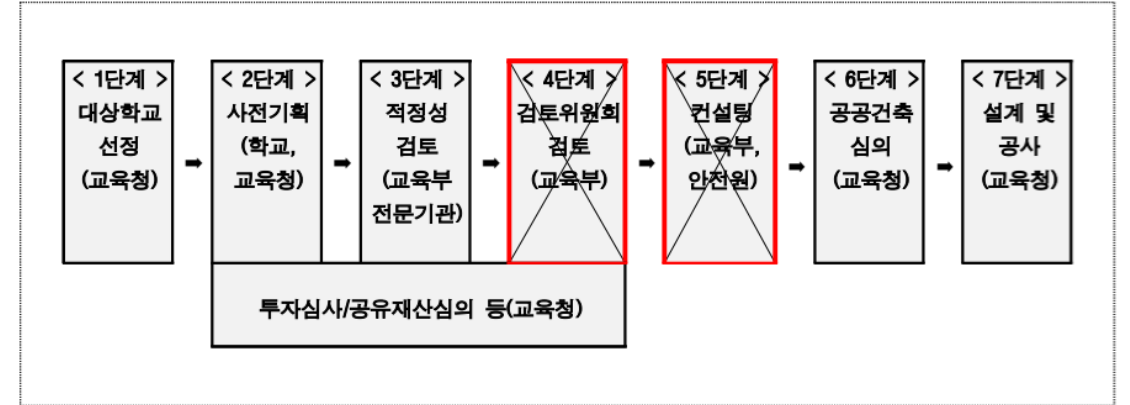 < 1단계 >
대상학교
선정
(교육청)
➡
< 2단계 >
사전기획
(학교,
교육청)
➡
< 3단계 >
적정성
검토
(교육부
전문기관)
➡
< 4단계 >
검토위원회
검토
(교육부)
➡
< 5단계 >
컨설팅
(교육부,
안전원)
➡
< 6단계 >
공공건축
심의
(교육청)
➡
< 7단계 >
설계 및
공사
(교육청)
투자심사/공유재산심의 등(교육청)